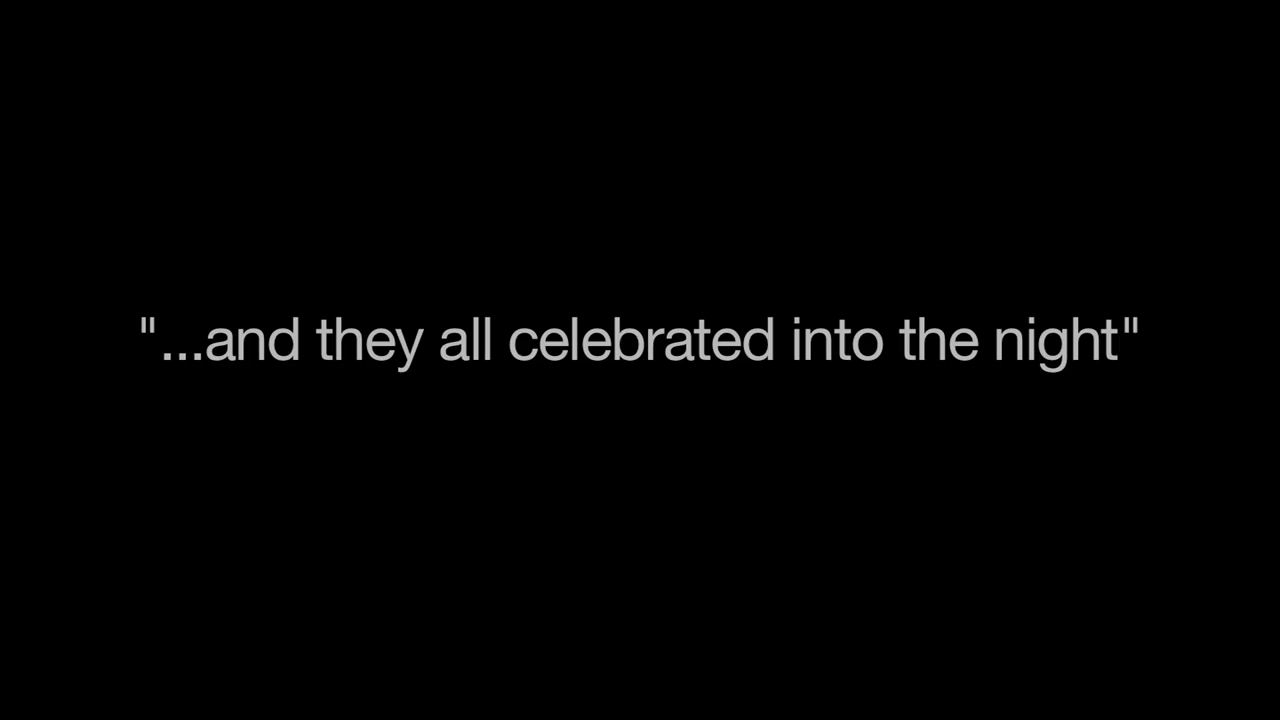 "...and they all celebrated into the night"